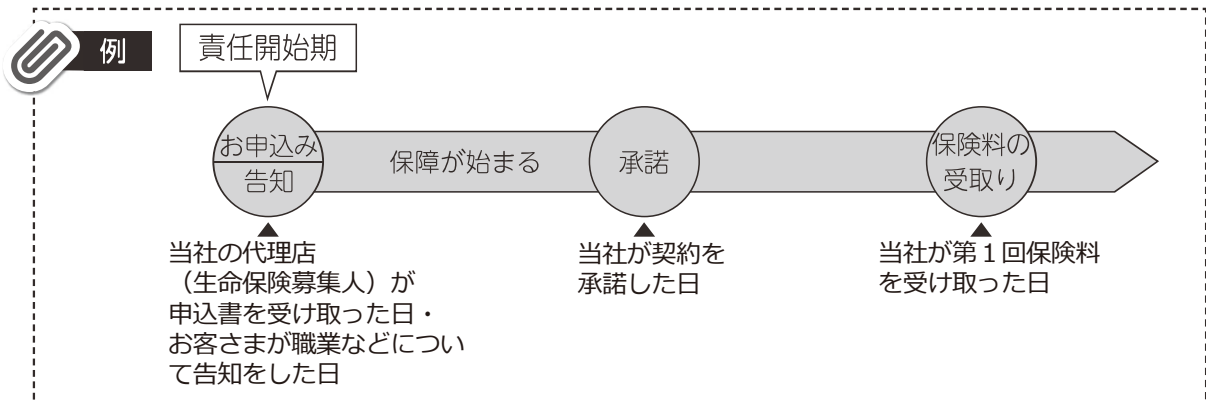 例
責任開始期
お申込み
告知
保障が始まる
承諾
保険料の
受取り
当社の代理店
（生命保険募集人）が
申込書を受け取った日・
お客さまが職業などについ
て告知をした日
当社が契約を
承諾した日
当社が第１回保険料
を受け取った日